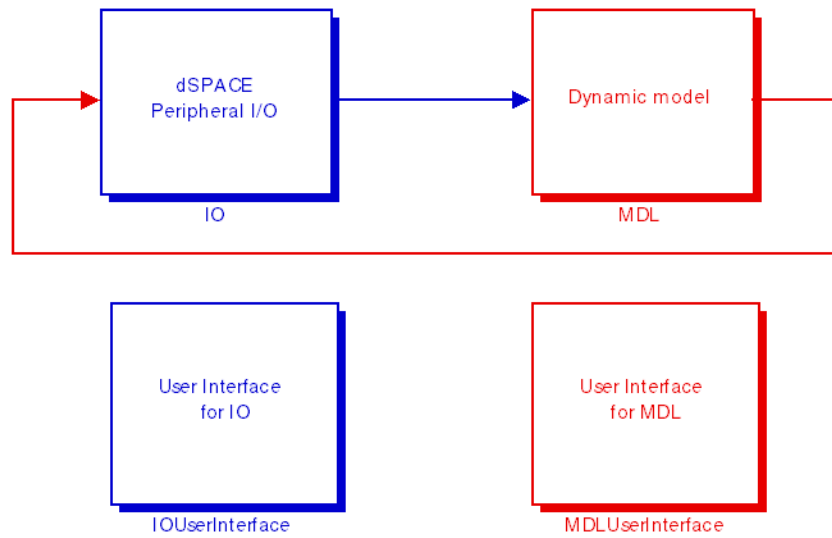 dSPACE
Peripheral I/O
IO
Dynamic model
MDL
User Interface
for IO
IOUserInterface
User Interface
for MDL
MDLUserInterface